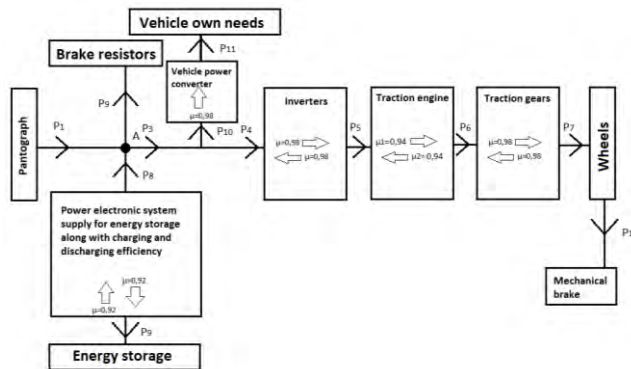 Vehicle own needs
Brake resistors
P11
Vehicle power
converter
μ=0,98
P9
Pantograph
P1
A
P3
P10
P4
Inverters
μ=0,98
μ=0,98
P5
Traction engine
μ1=0,94
μ2=0,94
P6
Traction gears
μ=0,98
μ=0,98
P7
Wheels
P8
Power electronic system
supply for energy storage
along with charging and
discharging efficiency
μ=0,92
μ=0,92
P9
Energy storage
P1
Mechanical
brake